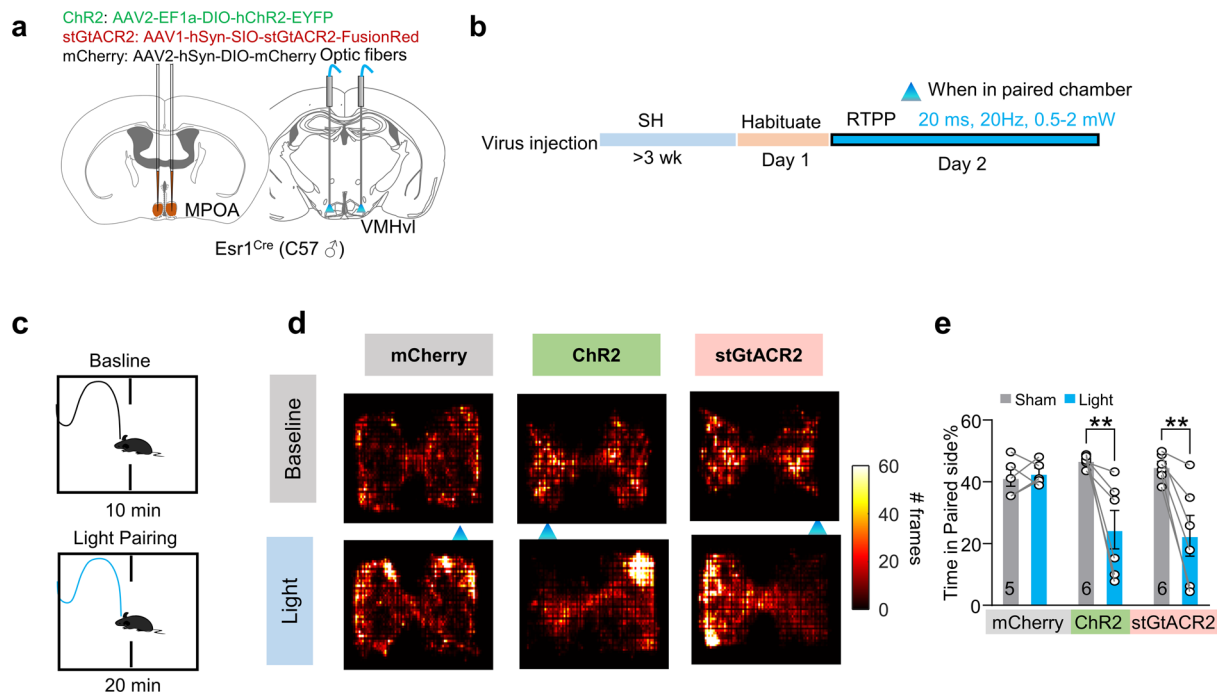 a
ChR2: AAV2-EF1a-DIO-hChR2-EYFP
stGtACR2: AAV1-hSyn-SIO-stGtACR2-FusionRed
mCherry: AAV2-hSyn-DIO-mCherry Optic fibers
MPOA
VMHvl
Esr1Cre (C57 ♂)
b
When in paired chamber
SH
Habituate
RTPP 20 ms, 20Hz, 0.5-2 mW
Virus injection
>3 wk
Day 1
Day 2
c
Basline
10 min
Light Pairing
20 min
d
mCherry
ChR2
stGtACR2
Baseline
Light
60
# frames
0
e
Sham
Light
** **
Time in Paired side%
60
40
20
0
5
6
6
mCherry
ChR2
stGtACR2